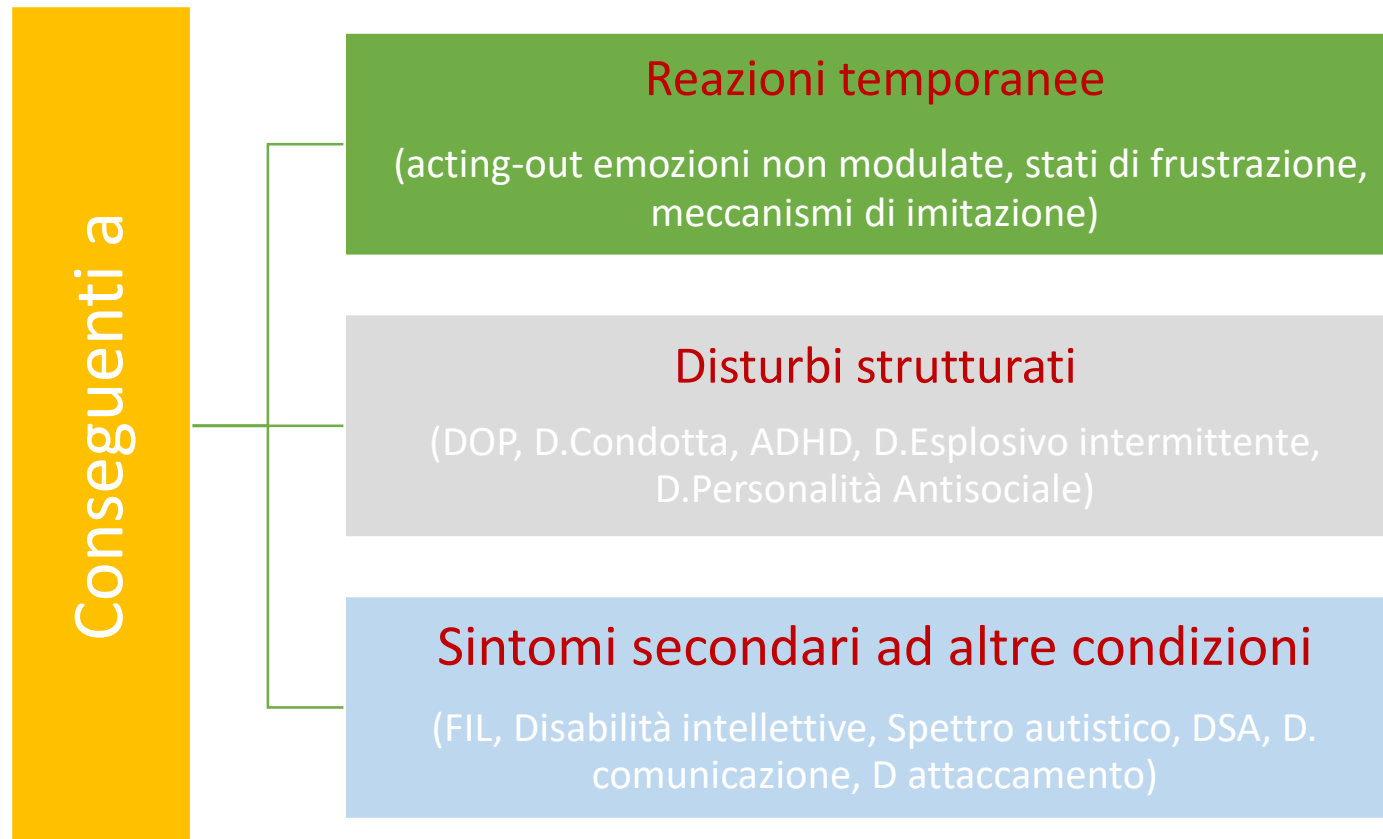 Conseguenti a
Reazioni temporanee
(acting-out emozioni non modulate, stati di frustrazione,
meccanismi di imitazione)
Disturbi strutturati
(DOP, D.Condotta, ADHD, D.Esplosivo intermittente,
D.Personalità Antisociale)
Sintomi secondari ad altre condizioni
(FIL, Disabilità intellettive, Spettro autistico, DSA, D.
comunicazione, D attaccamento)